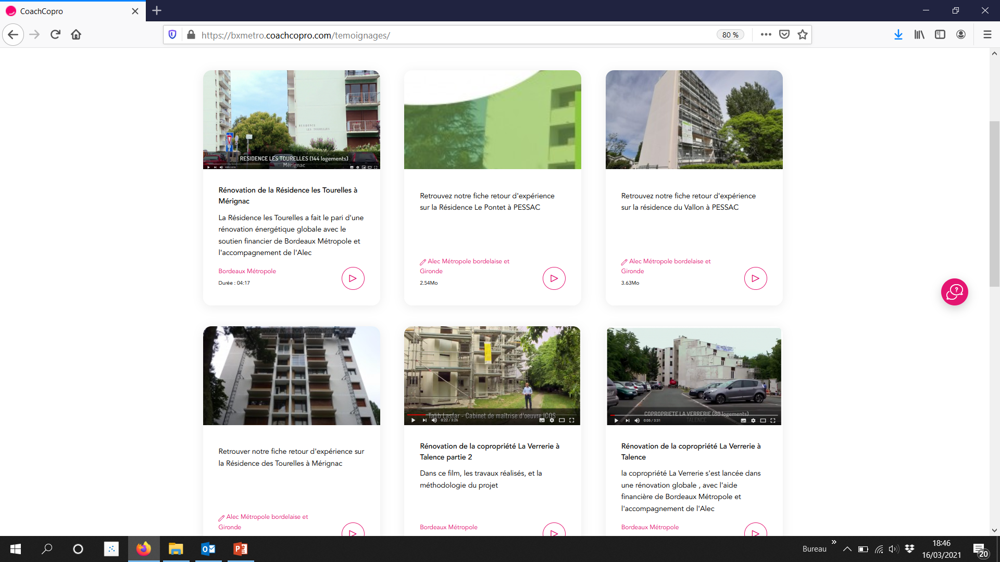 CoachCopro
https://bxmetro.coachcopro.com/temoignages/
80 %
RESIDENCE
LES TOURELLES
RESIDENCE LES TOURELLES (144 logements)
Mérignac
Rénovation de la Résidence les Tourelles à
Mérignac
La Résidence les Tourelles a fait le pari d'une
rénovation énergétique globale avec le
soutien financier de Bordeaux Métropole et
l'accompagnement de l'Alec
Bordeaux Métropole
Durée : 04:17
Retrouvez notre fiche retour d'expérience
sur la Résidence Le Pontet à PESSAC
Alec Métropole bordelaise et
Gironde
2.54Mo
Retrouvez notre fiche retour d'expérience
sur la résidence du Vallon à PESSAC
Alec Métropole bordelaise et
Gironde
3.63Mo
Retrouver notre fiche retour d'expérience sur
la Résidence des Tourelles à Mérignac
Alec Métropole bordelaise et
Gironde
Talib Lasfar - Cabinet de maîtrise d'oeuvre ICOS
0:22 / 3:26
Rénovation de la copropriété La Verrerie à
Talence partie 2
Dans ce film, les travaux réalisés, et la
méthodologie du projet
Bordeaux Métropole
COPROPRIETE LA VERRERIE (80 logements)
TALENCE
0:05 / 3:31
Rénovation de la copropriété La Verrerie à
Talence
la copropriété La Verrerie s'est lancée dans
une rénovation globale , avec l'aide
financière de Bordeaux Métropole et
l'accompagnement de l'Alec
Bordeaux Métropole
Bureau
18:46
16/03/2021
20